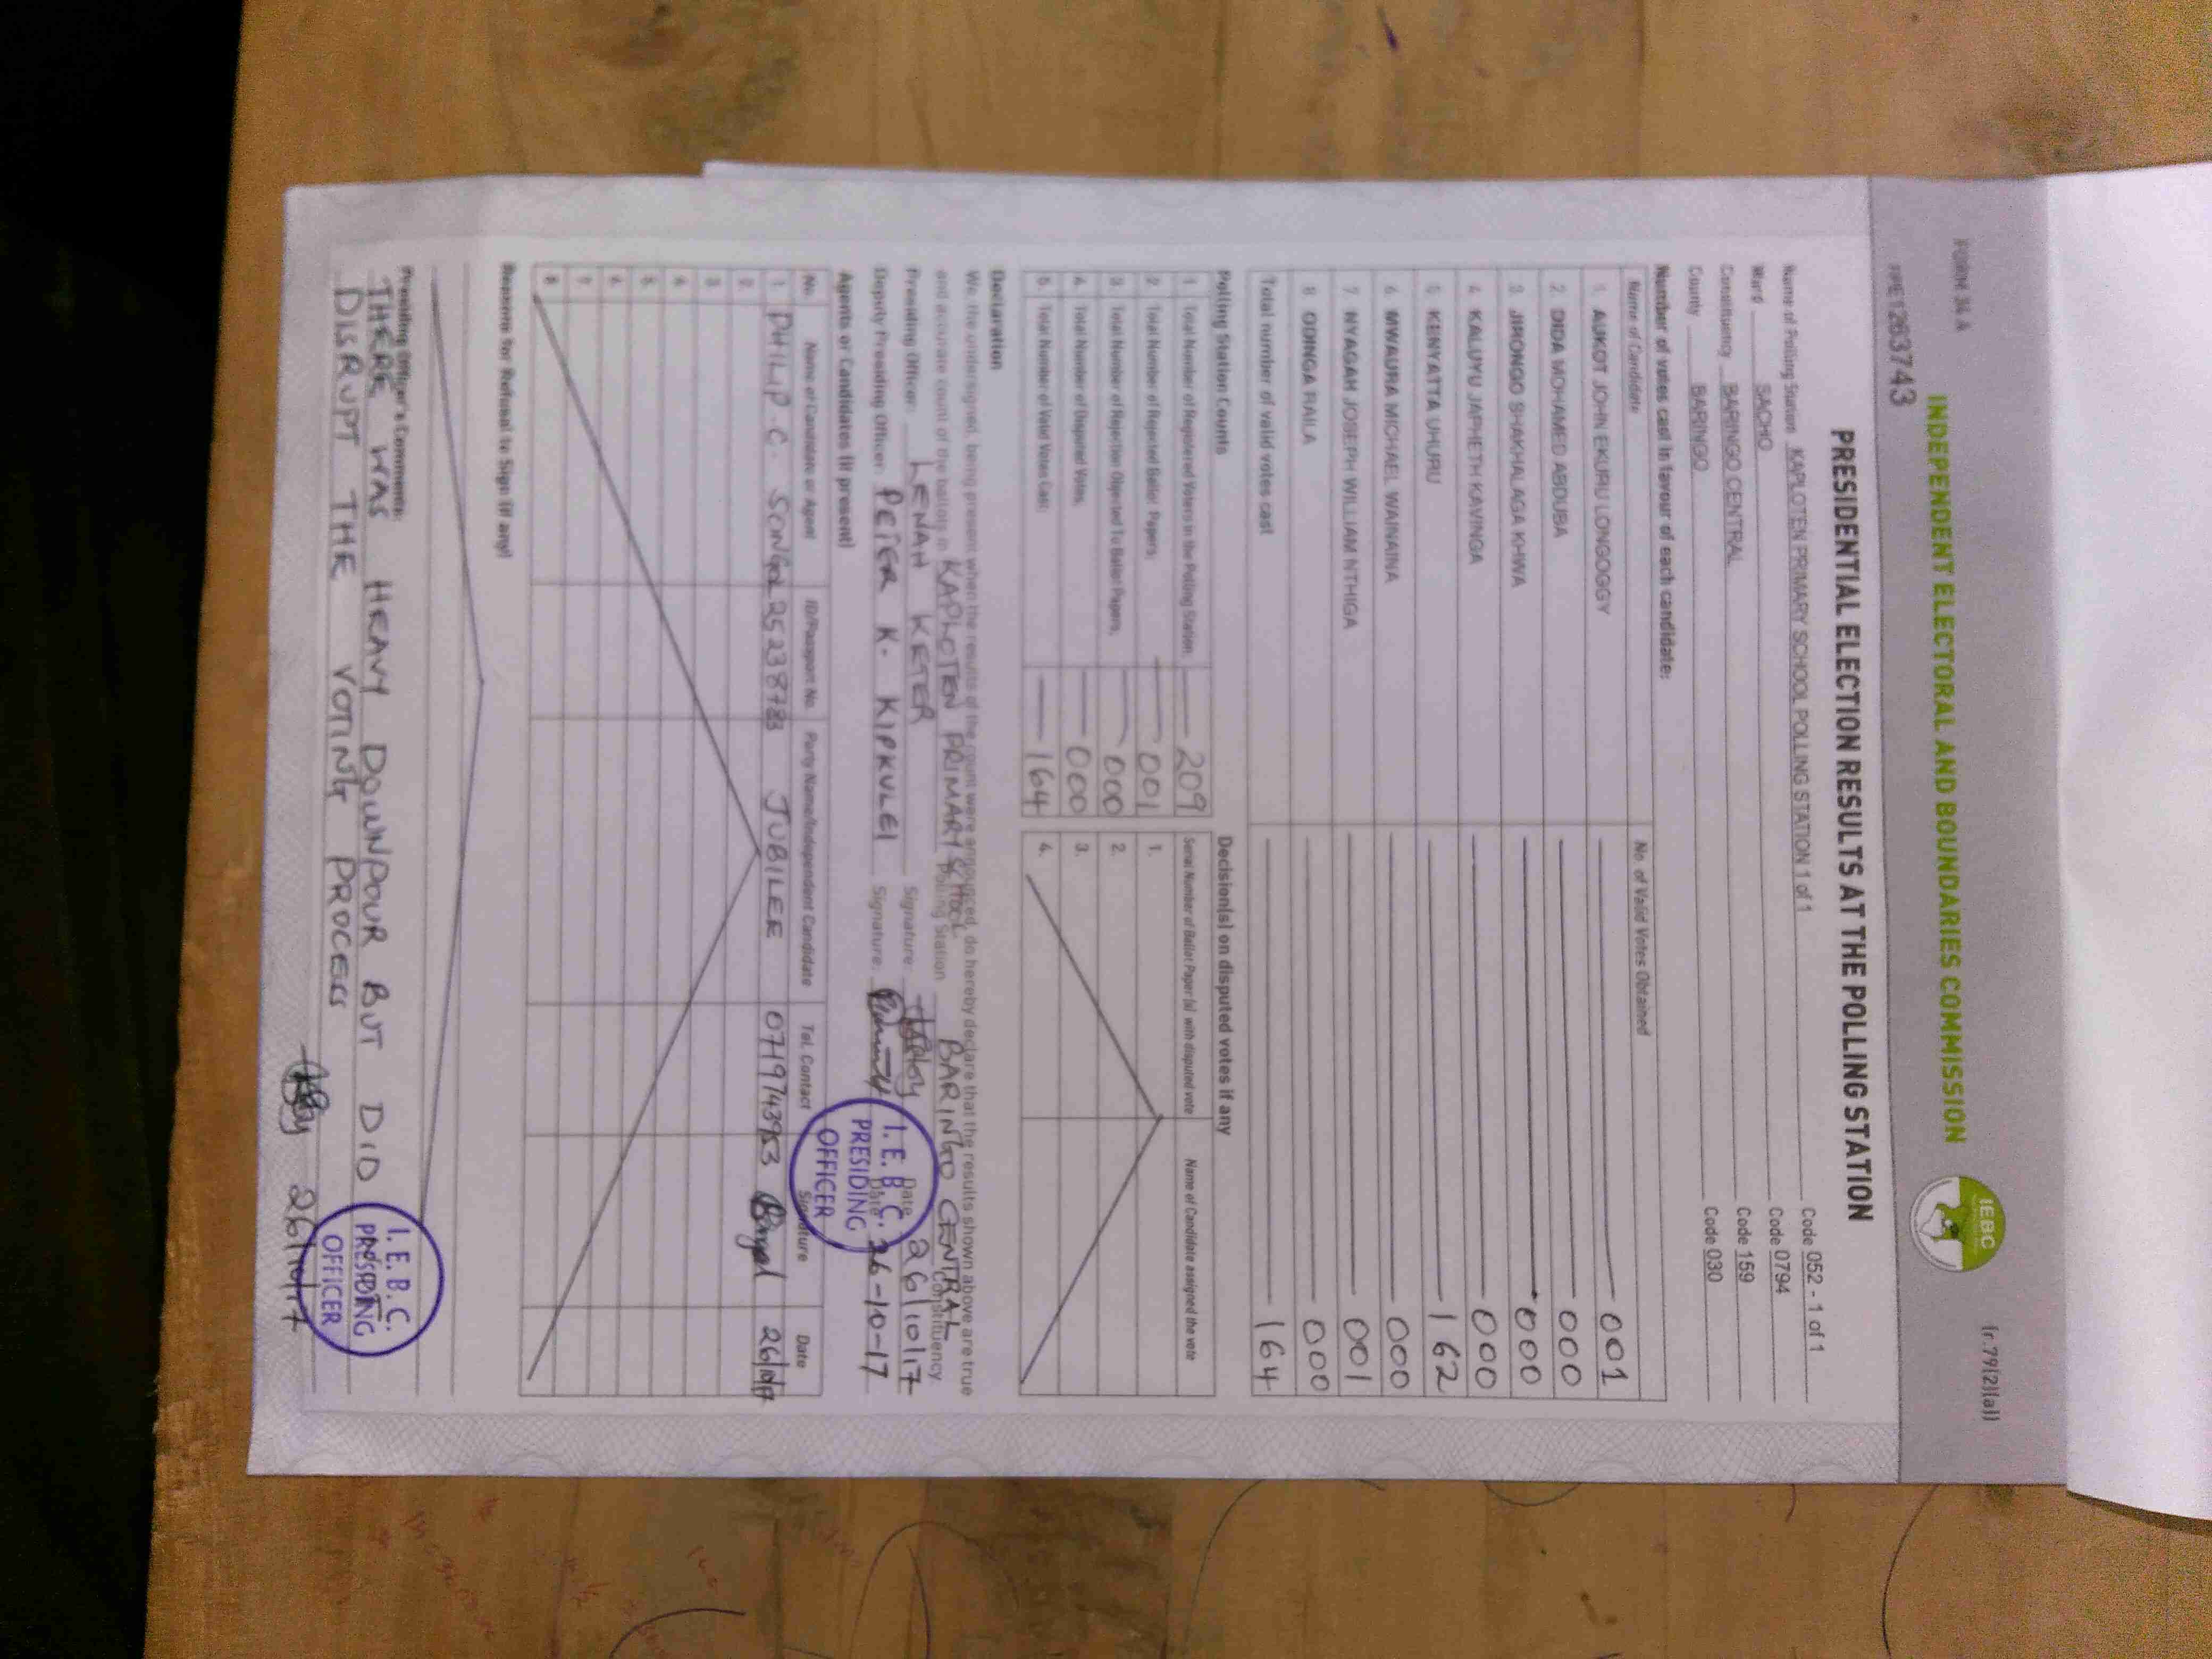 FORM 34 A
(r.79(2)(a))
INDEPENDENT ELECTORAL AND BOUNDARIES COMMISSION
IEBC
PRE 1263743
PRESIDENTIAL ELECTION RESULTS AT THE POLLING STATION
Name of Polling Station KAPLOTEN PRIMARY SCHOOL POLLING STATION 1 of 1 Code 052 - 1 of 1
Ward SACHO Code 0794
Constituency BARINGO CENTRAL Code 159
County BARINGO Code 030
Number of votes cast in favour of each candidate:
Name of Candidate No. of Valid Votes Obtained
1. AUKOT JOHN EKURU LONGOGGY 001
2. DIDA MOHAMED ABDUBA 000
3. JIRONGO SHAKHALAGA KHWA 000
4. KALUYU JAPHETH KAVINGA 000
5. KENYATTA UHURU 162
6. MWAURA MICHAEL WAINAINA 000
7. NYAGAH JOSEPH WILLIAM NTHIGA 001
8. ODINGA RAILA 000
Total number of valid votes cast 164
Polling Station Counts Decision(s) on disputed votes if any
1. Total Number of Registered Voters in the Polling Station 209 Serial Number of Ballot Paper (s) with disputed vote Name of Candidate assigned the vote
2. Total Number of Rejected Ballot Papers 001 1.
3. Total Number of Rejection Objected To Ballot Papers, 000 2.
4. Total Number of Disputed Votes 000 3.
5. Total Number of Valid Votes Cast: 164 4.
Declaration
We, the undersigned, being present when the results of the count were announced, do hereby declare that the results shown above are true
and accurate count of the ballots in KAPLOTEN PRIMARY SCHOOL Polling Station BARINGO CENTRAL Constituency.
Presiding Officer: LENAH KETER Signature: Date 26/10/17
Deputy Presiding Officer PETER K. KIPKULEI Signature: Date 26-10-17
I. E. B. C.
PRESIDING
OFFICER
Agents or Candidates (if present)
No. Name of Candidate or Agent ID/Passport No. Party Name/Independent Candidate Tel. Contact Signature Date
1. PHILIP C. SONGOL 25238783 JUBILEE 0719743953 26/10/17
2.
3.
4.
5.
6.
7.
8.
Reasons for Refusal to Sign (if any)
Presiding Officer's Comments:
THERE WAS HEAVY DOWNPOUR BUT DID
DISRUPT THE VOTING PROCESS
26/10/17
I. E. B. C.
PRESIDING
OFFICER